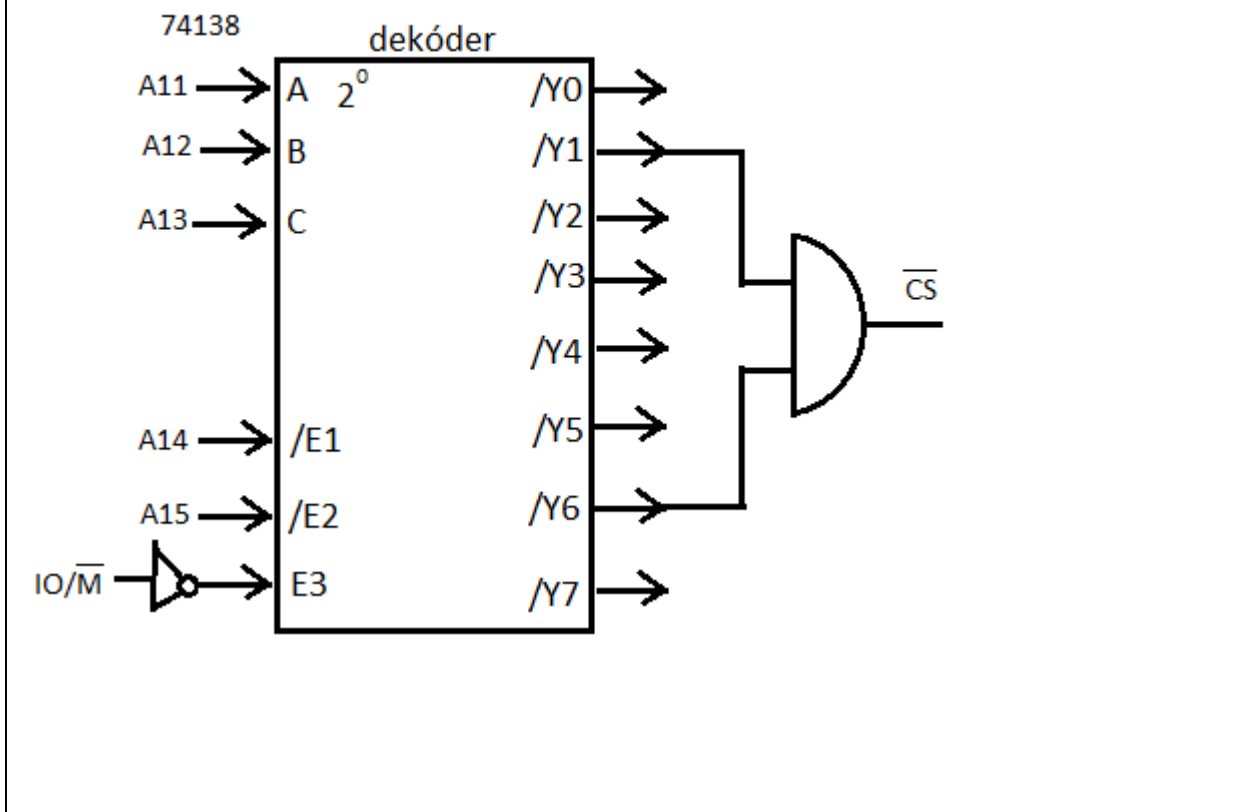 74138
dekóder
A11 A 2⁰ /Y0
A12 B /Y1
A13 C /Y2
/Y3
C̅S̅
/Y4
A14 /E1 /Y5
A15 /E2 /Y6
IO/M̅ E3 /Y7